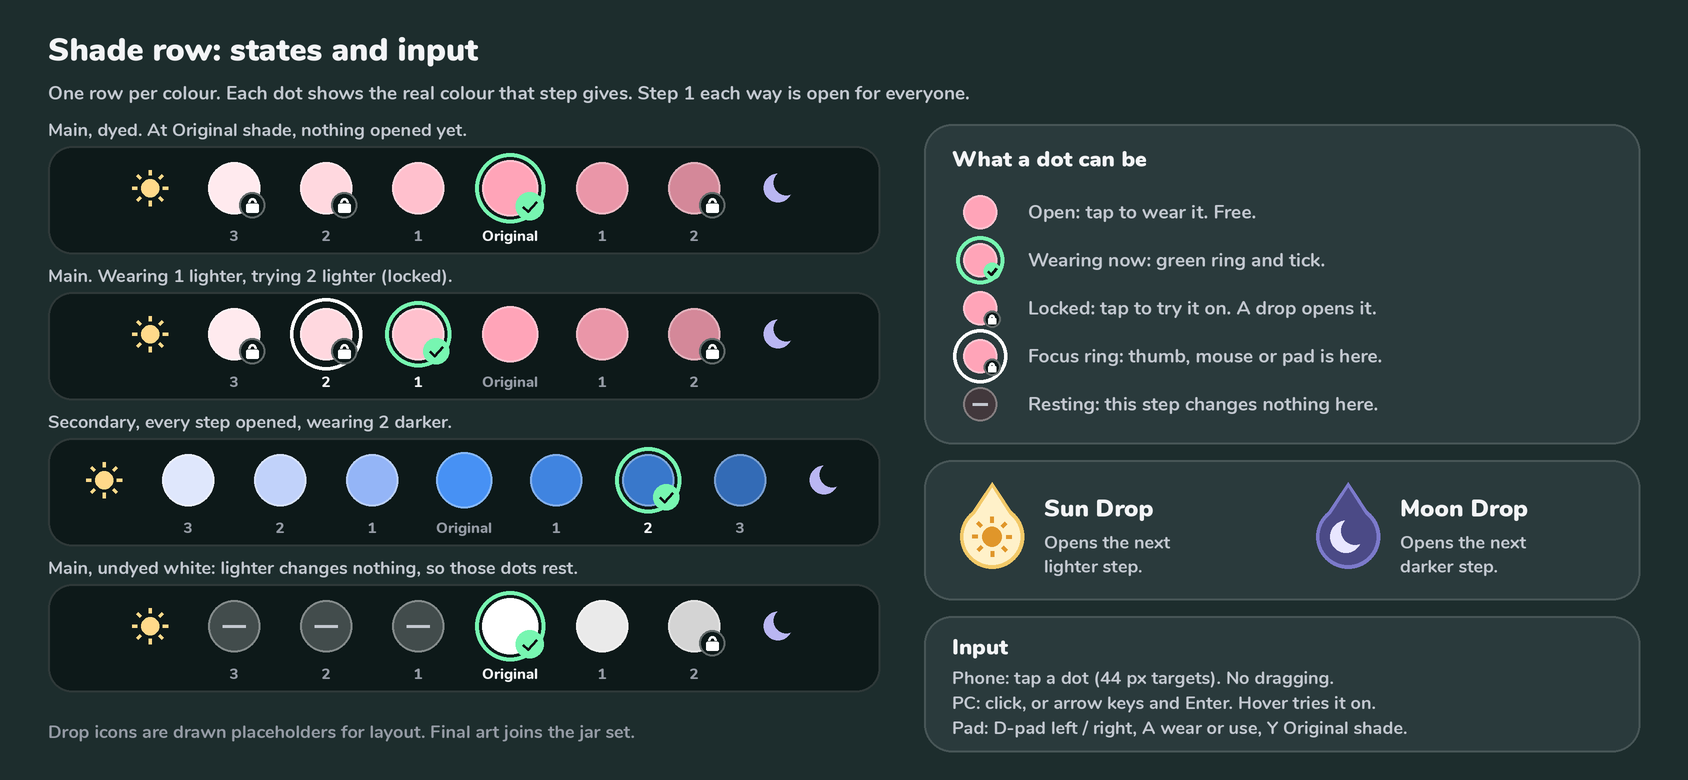 Shade row: states and input
One row per colour. Each dot shows the real colour that step gives. Step 1 each way is open for everyone.
Main, dyed. At Original shade, nothing opened yet.
3 2 1 Original 1 2
Main. Wearing 1 lighter, trying 2 lighter (locked).
3 2 1 Original 1 2
Secondary, every step opened, wearing 2 darker.
3 2 1 Original 1 2 3
Main, undyed white: lighter changes nothing, so those dots rest.
3 2 1 Original 1 2
Drop icons are drawn placeholders for layout. Final art joins the jar set.
What a dot can be
Open: tap to wear it. Free.
Wearing now: green ring and tick.
Locked: tap to try it on. A drop opens it.
Focus ring: thumb, mouse or pad is here.
Resting: this step changes nothing here.
Sun Drop
Opens the next
lighter step.
Moon Drop
Opens the next
darker step.
Input
Phone: tap a dot (44 px targets). No dragging.
PC: click, or arrow keys and Enter. Hover tries it on.
Pad: D-pad left / right, A wear or use, Y Original shade.